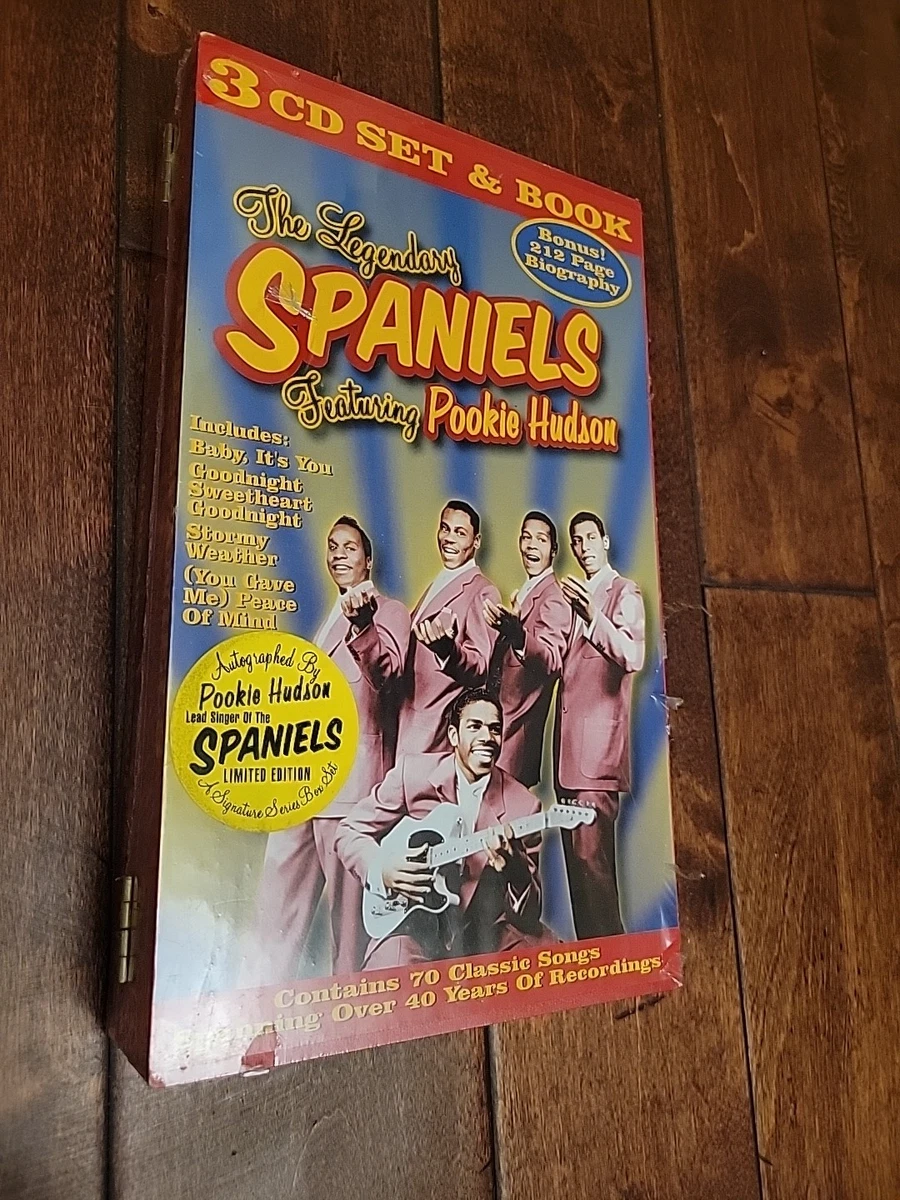 3 CD SET & BOOK
Bonus!
212 Page
Biography
The Legendary
SPANIELS
Featuring Pookie Hudson
Includes:
Baby, It's You
Goodnight
Sweetheart
Goodnight
Stormy
Weather
(You Gave
Me) Peace
Of Mind
Autographed By
Pookie Hudson
Lead Singer Of The
SPANIELS
LIMITED EDITION
A Signature Series Box Set
Contains 70 Classic Songs
Spanning Over 40 Years Of Recordings